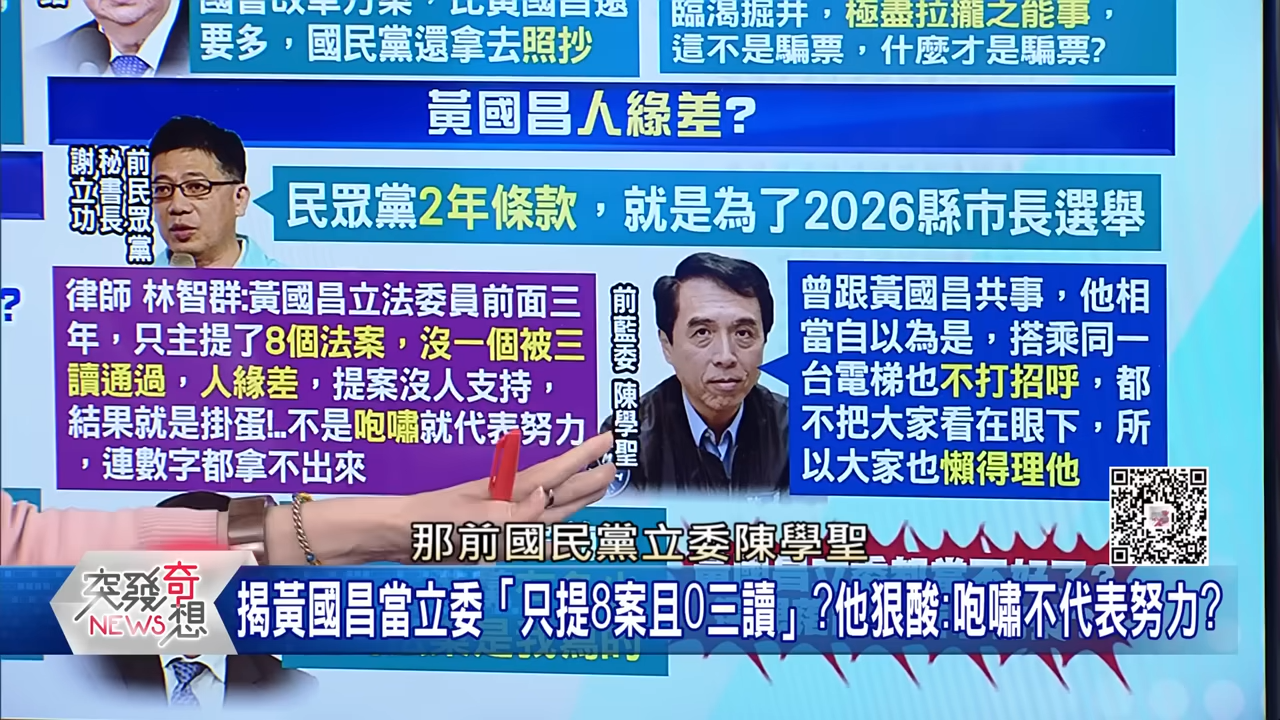 國會改革方案，比黃國昌還
要多，國民黨還拿去照抄
臨渴掘井，極盡拉攏之能事，
這不是騙票，什麼才是騙票?
黃國昌人緣差?
前民眾黨
秘書長
謝立功
民眾黨2年條款，就是為了2026縣市長選舉
律師 林智群:黃國昌立法委員前面三
年，只主提了8個法案，沒一個被三
讀通過，人緣差，提案沒人支持，
結果就是掛蛋!..不是咆嘯就代表努力
，連數字都拿不出來
前藍委 陳學聖
曾跟黃國昌共事，他相
當自以為是，搭乘同一
台電梯也不打招呼，都
不把大家看在眼下，所
以大家也懶得理他
那前國民黨立委陳學聖
突發奇想
NEWS
揭黃國昌當立委「只提8案且0三讀」?他狠酸:咆嘯不代表努力?